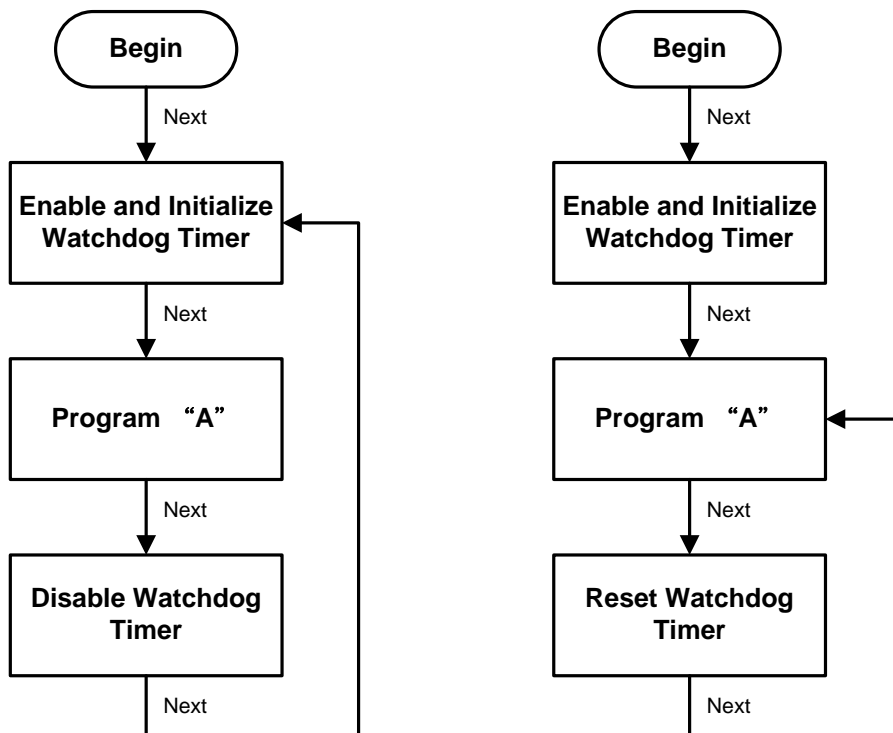 Begin
Next
Enable and Initialize
Watchdog Timer
Next
Program “A”
Next
Disable Watchdog
Timer
Next
Begin
Next
Enable and Initialize
Watchdog Timer
Next
Program “A”
Next
Reset Watchdog
Timer
Next